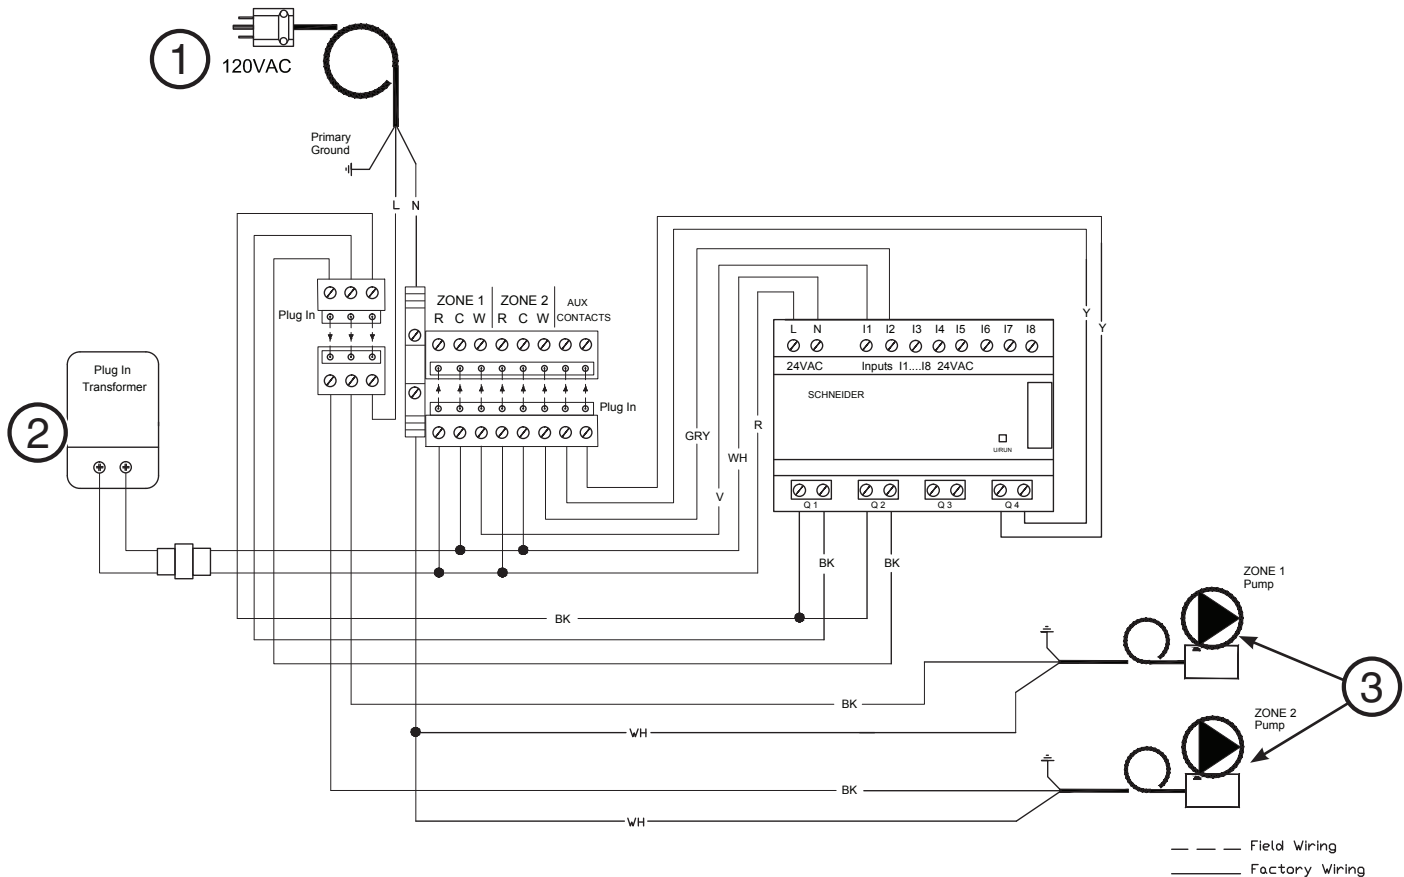 1
120VAC
Primary
Ground
L N
Plug In
ZONE 1 ZONE 2 AUX
R C W R C W CONTACTS
Plug In
Plug In
Transformer
2
GRY
WH
V
R
L N I1 I2 I3 I4 I5 I6 I7 I8
24VAC Inputs I1....I8 24VAC
SCHNEIDER
Q 1 Q 2 Q 3 Q 4
Y
Y
BK
BK
BK
BK
WH
BK
WH
ZONE 1
Pump
ZONE 2
Pump
3
Field Wiring
Factory Wiring